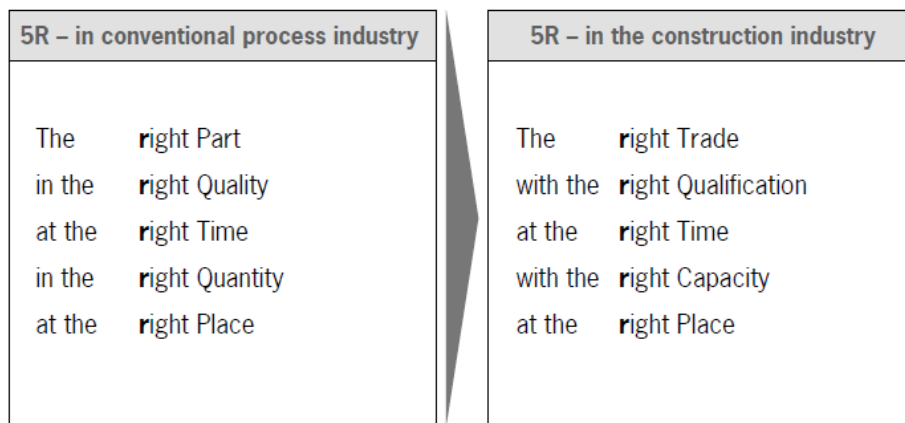 5R – in conventional process industry
The right Part
in the right Quality
at the right Time
in the right Quantity
at the right Place
5R – in the construction industry
The right Trade
with the right Qualification
at the right Time
with the right Capacity
at the right Place